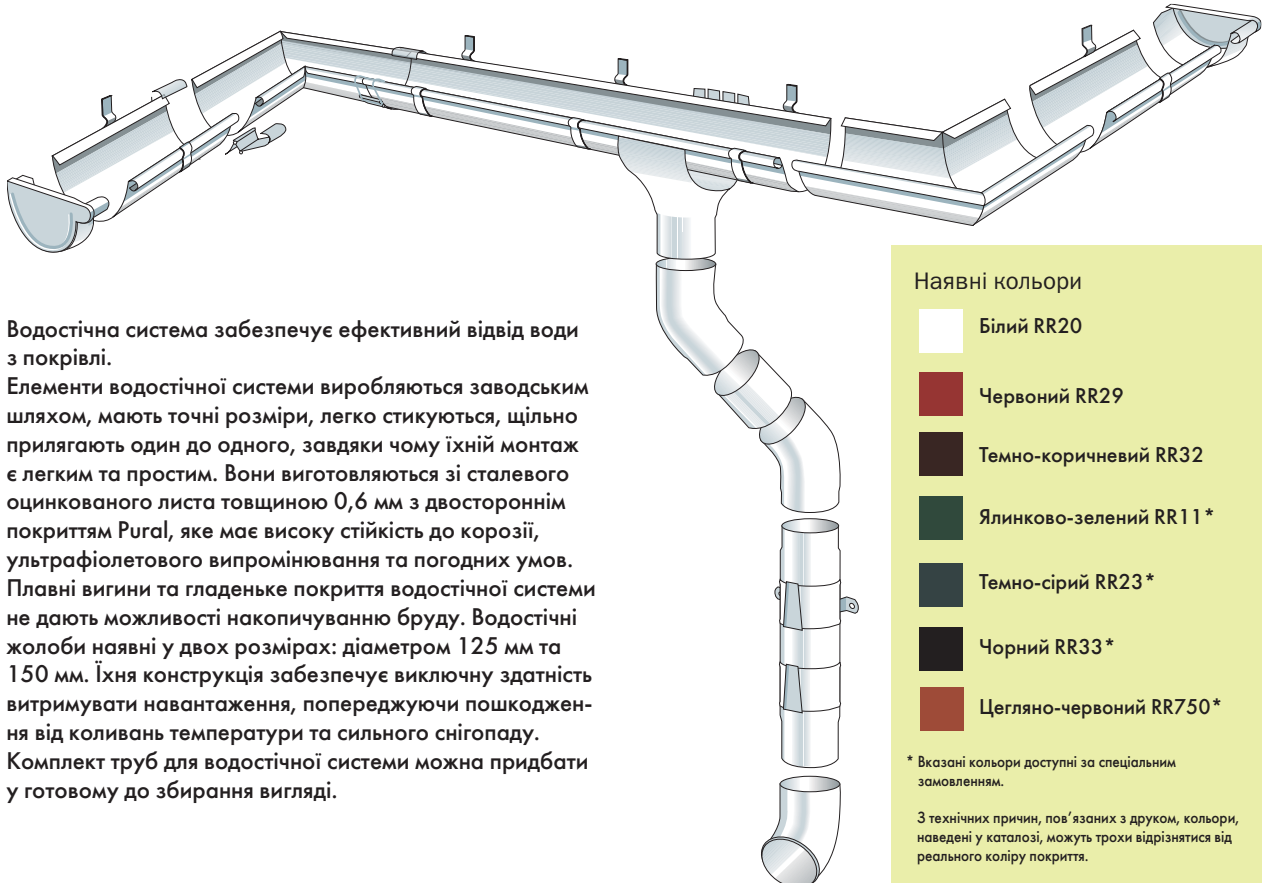 Водостічна система забезпечує ефективний відвід води
з покрівлі.
Елементи водостічної системи виробляються заводським
шляхом, мають точні розміри, легко стикуються, щільно
прилягають один до одного, завдяки чому їхній монтаж
є легким та простим. Вони виготовляються зі сталевого
оцинкованого листа товщиною 0,6 мм з двостороннім
покриттям Pural, яке має високу стійкість до корозії,
ультрафіолетового випромінювання та погодних умов.
Плавні вигини та гладеньке покриття водостічної системи
не дають можливості накопичуванню бруду. Водостічні
жолоби наявні у двох розмірах: діаметром 125 мм та
150 мм. Їхня конструкція забезпечує виключну здатність
витримувати навантаження, попереджуючи пошкоджен-
ня від коливань температури та сильного снігопаду.
Комплект труб для водостічної системи можна придбати
у готовому до збирання вигляді.
Наявні кольори
Білий RR20
Червоний RR29
Темно-коричневий RR32
Ялинково-зелений RR11*
Темно-сірий RR23*
Чорний RR33*
Цегляно-червоний RR750*
* Вказані кольори доступні за спеціальним
замовленням.
З технічних причин, пов’язаних з друком, кольори,
наведені у каталозі, можуть трохи відрізнятися від
реального коліру покриття.